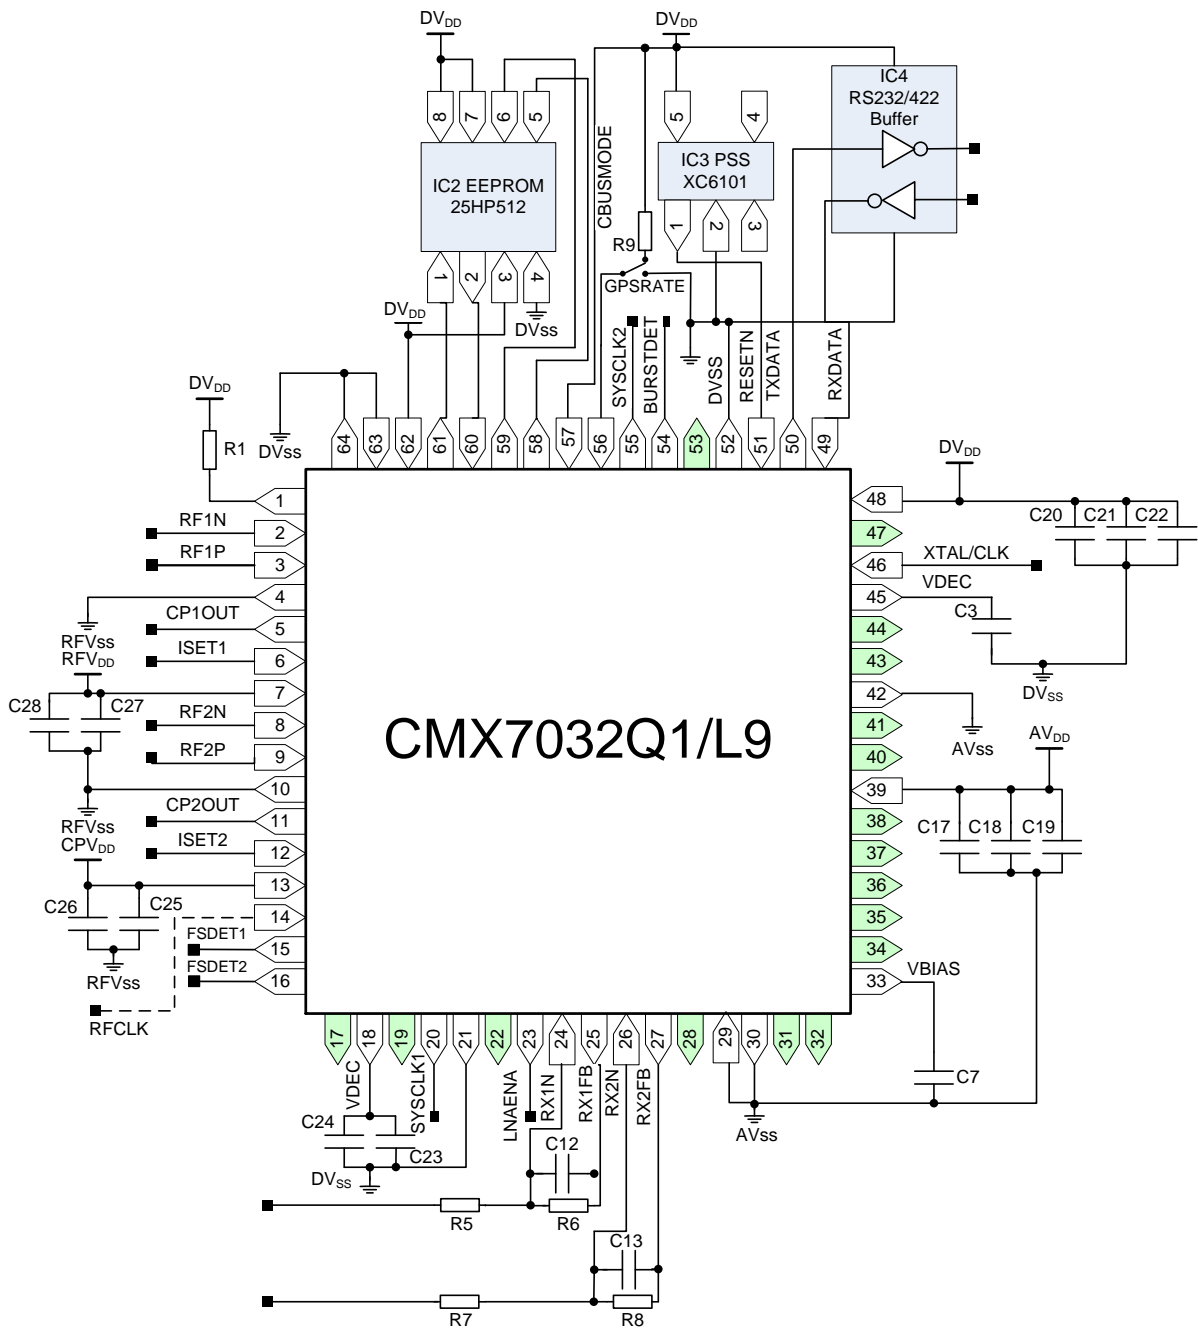 DVDD
DVDD
IC4
RS232/422
Buffer
8
7
6
5
5
4
IC2 EEPROM
25HP512
CBUSMODE
IC3 PSS
XC6101
1
2
3
4
R9
1
2
3
GPSRATE
DVDD
DVss
SYSCLK2
BURSTDET
DVSS
RESETN
TXDATA
RXDATA
DVDD
R1
DVss
64
63
62
61
60
59
58
57
56
55
54
53
52
51
50
49
DVDD
1
48
C20
C21
C22
RF1N
2
47
RF1P
3
46
XTAL/CLK
4
45
VDEC
C3
RFVss
CP1OUT
5
44
RFVDD
ISET1
6
43
DVSS
C28
C27
7
42
AVss
RF2N
8
41
CMX7032Q1/L9
AVDD
RF2P
9
40
10
39
RFVss
CP2OUT
11
38
C17
C18
C19
CPVDD
ISET2
12
37
13
36
C26
C25
14
35
FSDET1
15
34
RFVss
FSDET2
16
33
VBIAS
RFCLK
17
18
19
20
21
22
23
24
25
26
27
28
29
30
31
32
VDEC
SYSCLK1
LNAENA
RX1N
RX1FB
RX2N
RX2FB
C7
C24
C23
AVss
DVSS
C12
R5
R6
C13
R7
R8